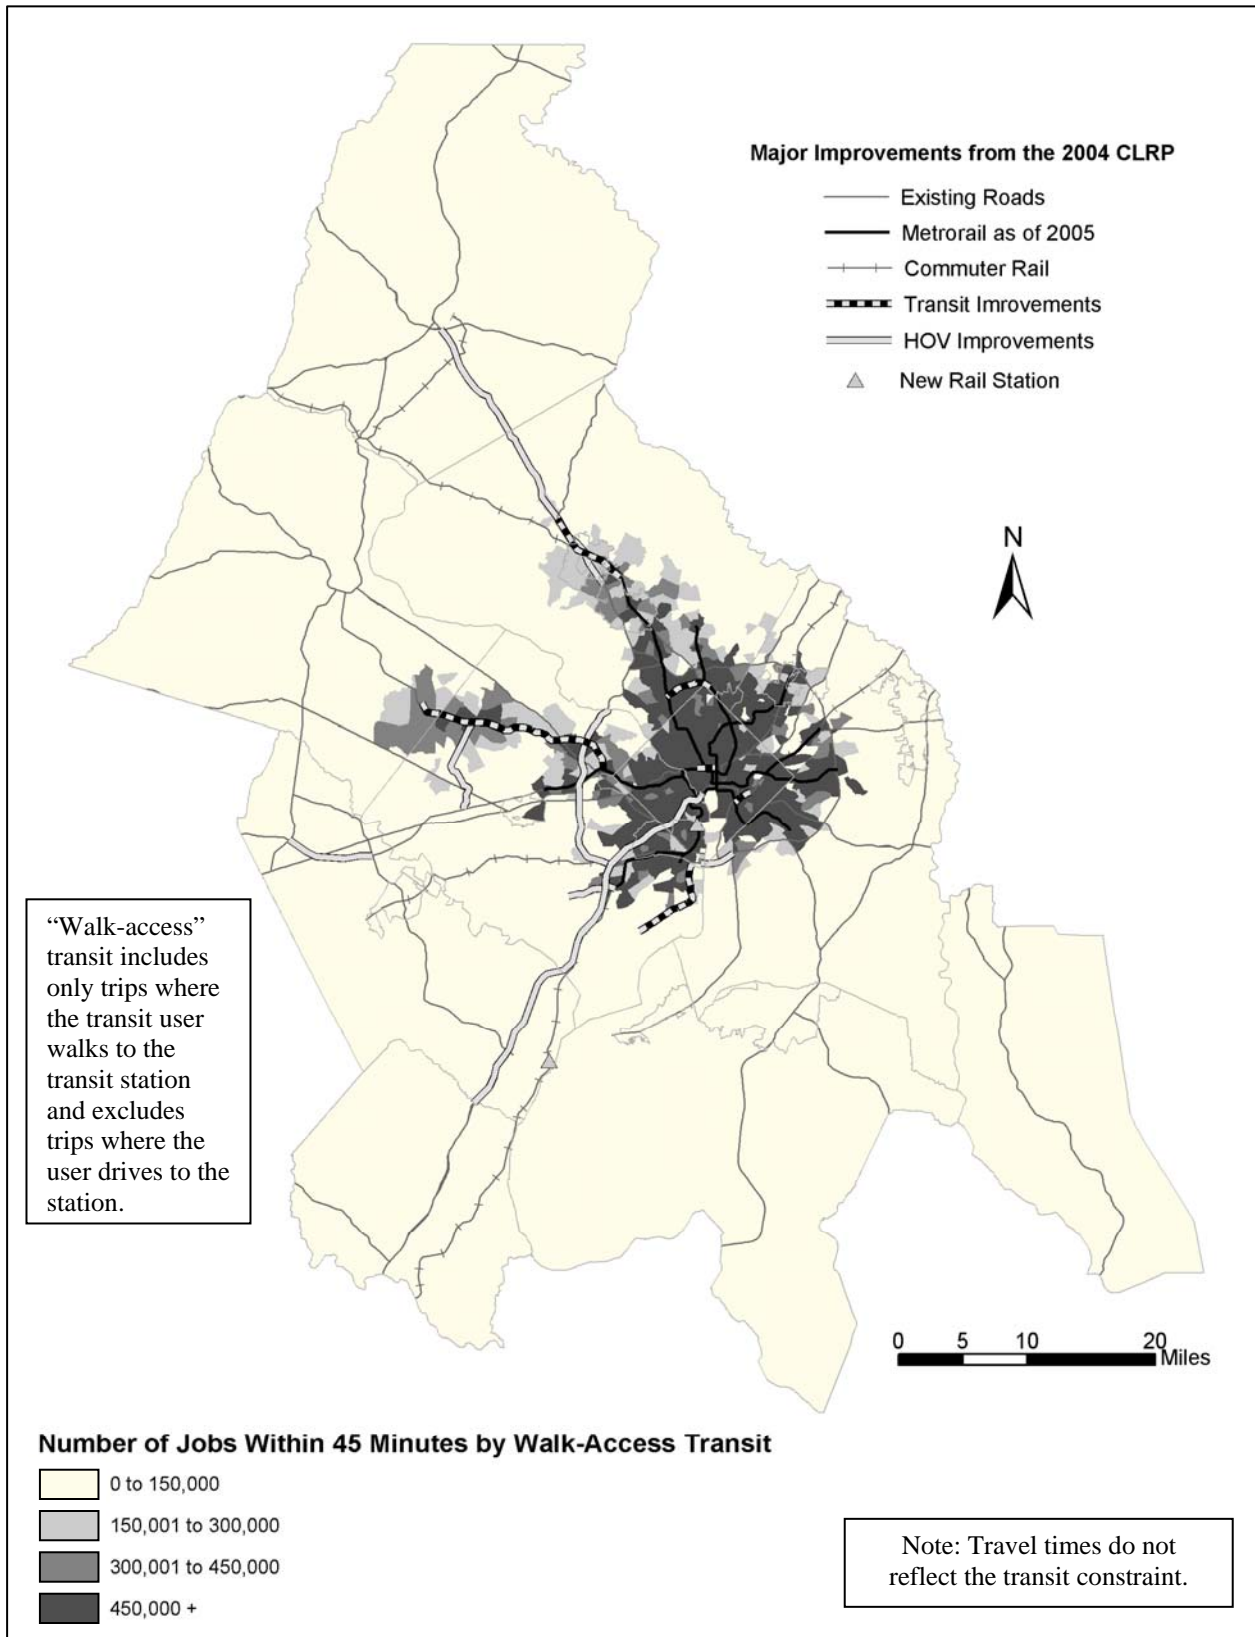 Major Improvements from the 2004 CLRP
Existing Roads
Metrorail as of 2005
Commuter Rail
Transit Imrovements
HOV Improvements
New Rail Station
N
“Walk-access”
transit includes
only trips where
the transit user
walks to the
transit station
and excludes
trips where the
user drives to the
station.
0 5 10 20
Miles
Number of Jobs Within 45 Minutes by Walk-Access Transit
0 to 150,000
150,001 to 300,000
300,001 to 450,000
450,000 +
Note: Travel times do not
reflect the transit constraint.